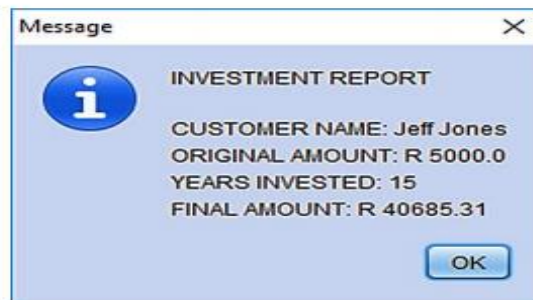 Message
INVESTMENT REPORT
CUSTOMER NAME: Jeff Jones
ORIGINAL AMOUNT: R 5000.0
YEARS INVESTED: 15
FINAL AMOUNT: R 40685.31
OK